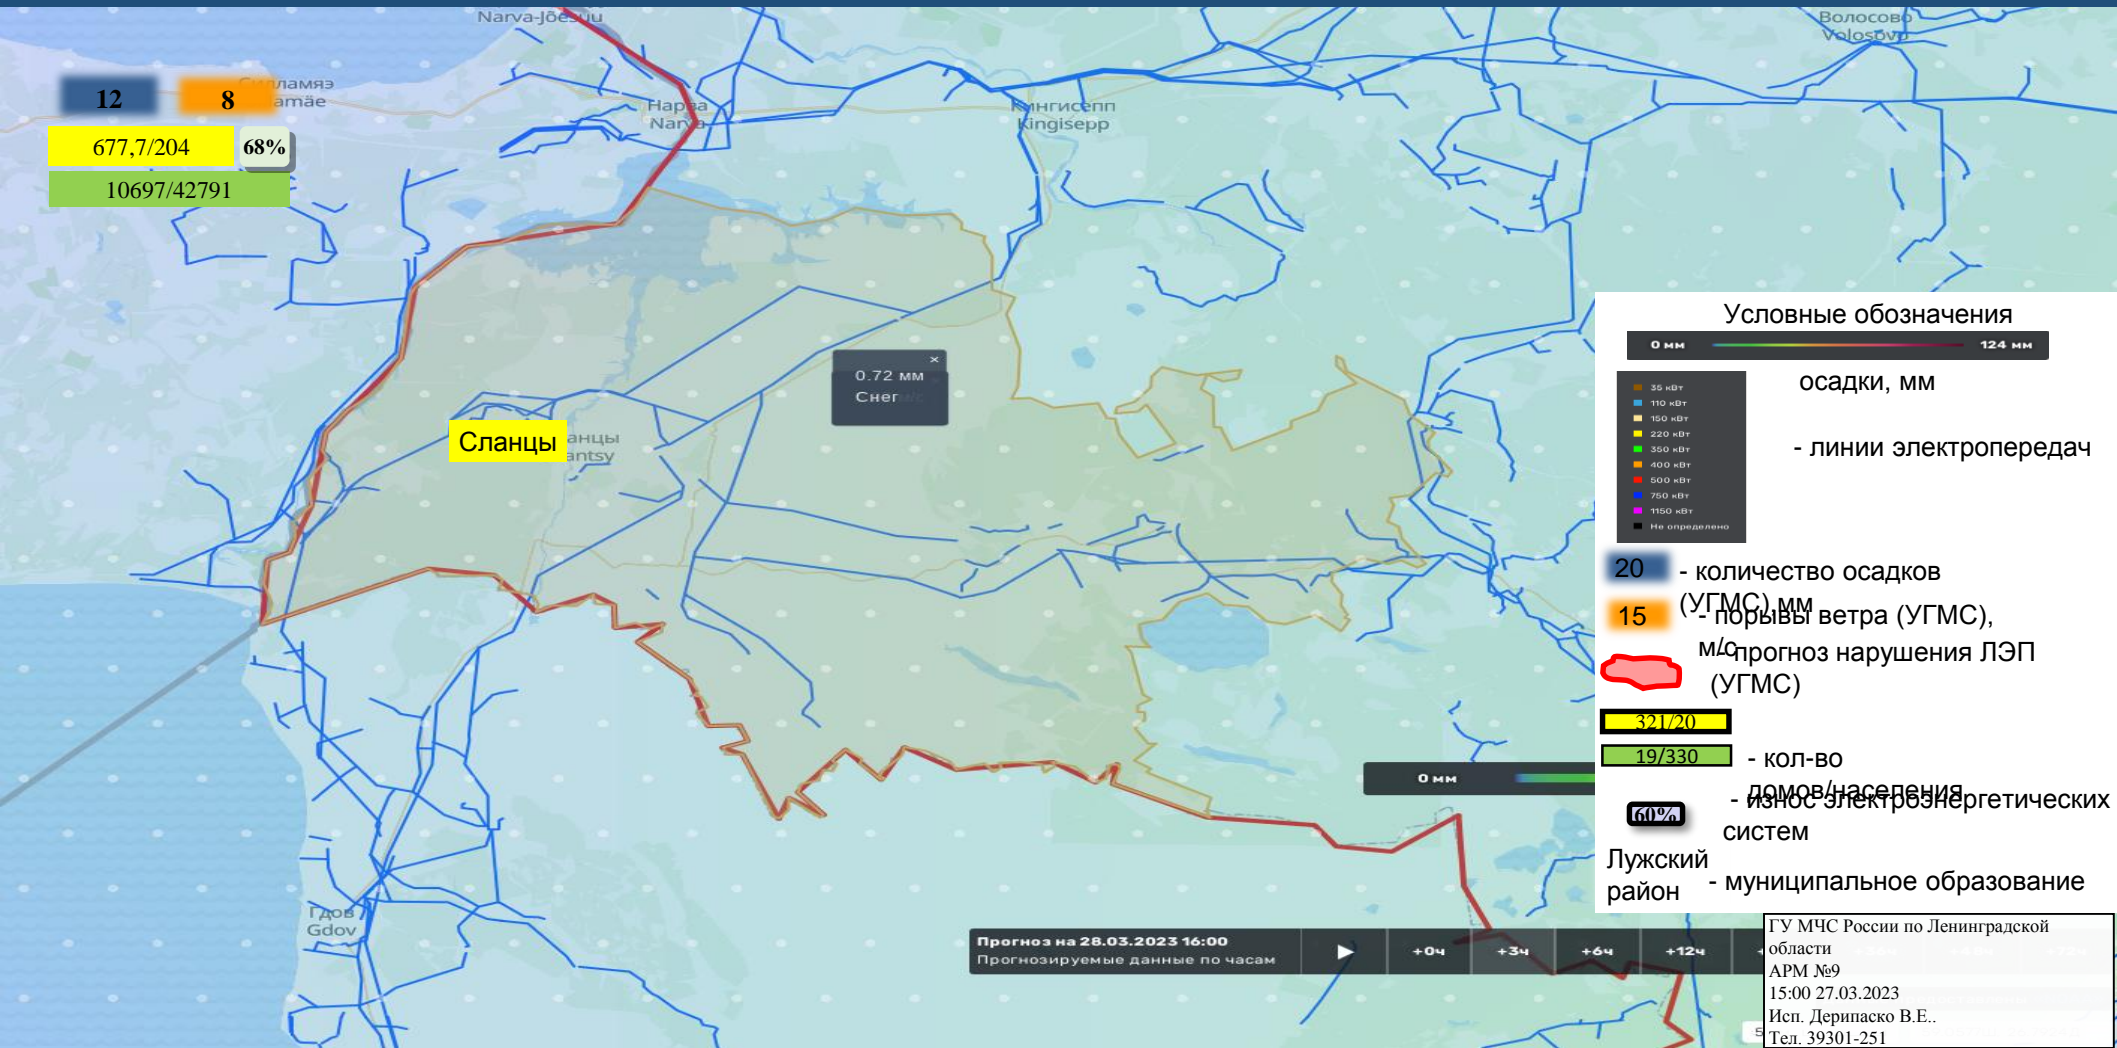 Narva-Jõesuu
Волосово
Volosovo
12
8
677,7/204
68%
10697/42791
Нарва
Narva
Кингисепп
Kingisepp
0.72 мм
Снег
Сланцы
анцы
antsy
Гдов
Gdov
Условные обозначения
0 мм
124 мм
осадки, мм
35 кВт
110 кВт
150 кВт
220 кВт
350 кВт
400 кВт
500 кВт
750 кВт
1150 кВт
Не определено
- линии электропередач
20
- количество осадков
(УГМС),мм
15
- порывы ветра (УГМС),
м/с
прогноз нарушения ЛЭП
(УГМС)
321/20
19/330
- кол-во
домов/населения
60%
- износ электроэнергетических
систем
Лужский
район
- муниципальное образование
0 мм
Прогноз на 28.03.2023 16:00
Прогнозируемые данные по часам
+0ч
+3ч
+6ч
+12ч
ГУ МЧС России по Ленинградской
области
АРМ №9
15:00 27.03.2023
Исп. Дерипаско В.Е..
Тел. 39301-251